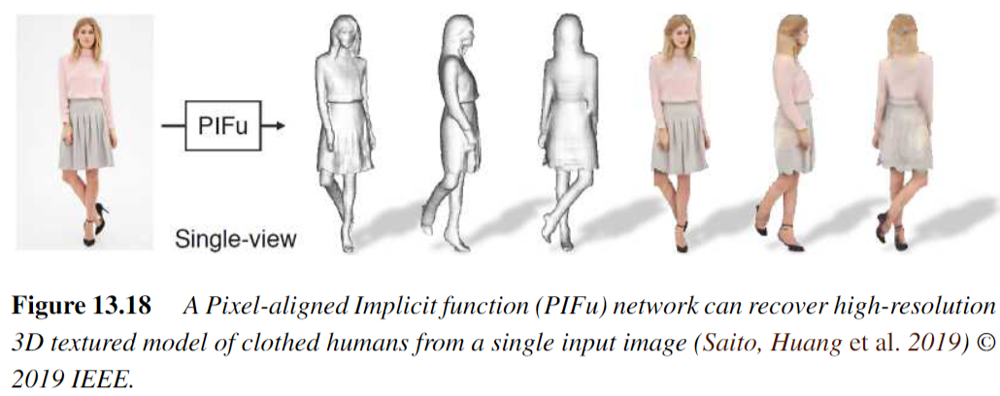 PIFu
Single-view
Figure 13.18 A Pixel-aligned Implicit function (PIFu) network can recover high-resolution
3D textured model of clothed humans from a single input image (Saito, Huang et al. 2019) ©
2019 IEEE.